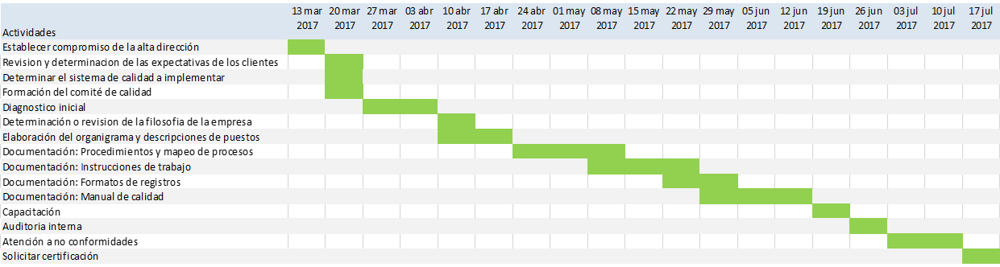 13 mar 20 mar 27 mar 03 abr 10 abr 17 abr 24 abr 01 may 08 may 15 may 22 may 29 may 05 jun 12 jun 19 jun 26 jun 03 jul 10 jul 17 jul
2017 2017 2017 2017 2017 2017 2017 2017 2017 2017 2017 2017 2017 2017 2017 2017 2017 2017 2017
Actividades
Establecer compromiso de la alta dirección
Revision y determinacion de las expectativas de los clientes
Determinar el sistema de calidad a implementar
Formación del comité de calidad
Diagnostico inicial
Determinación o revision de la filosofia de la empresa
Elaboración del organigrama y descripciones de puestos
Documentación: Procedimientos y mapeo de procesos
Documentación: Instrucciones de trabajo
Documentación: Formatos de registros
Documentación: Manual de calidad
Capacitación
Auditoria interna
Atención a no conformidades
Solicitar certificación